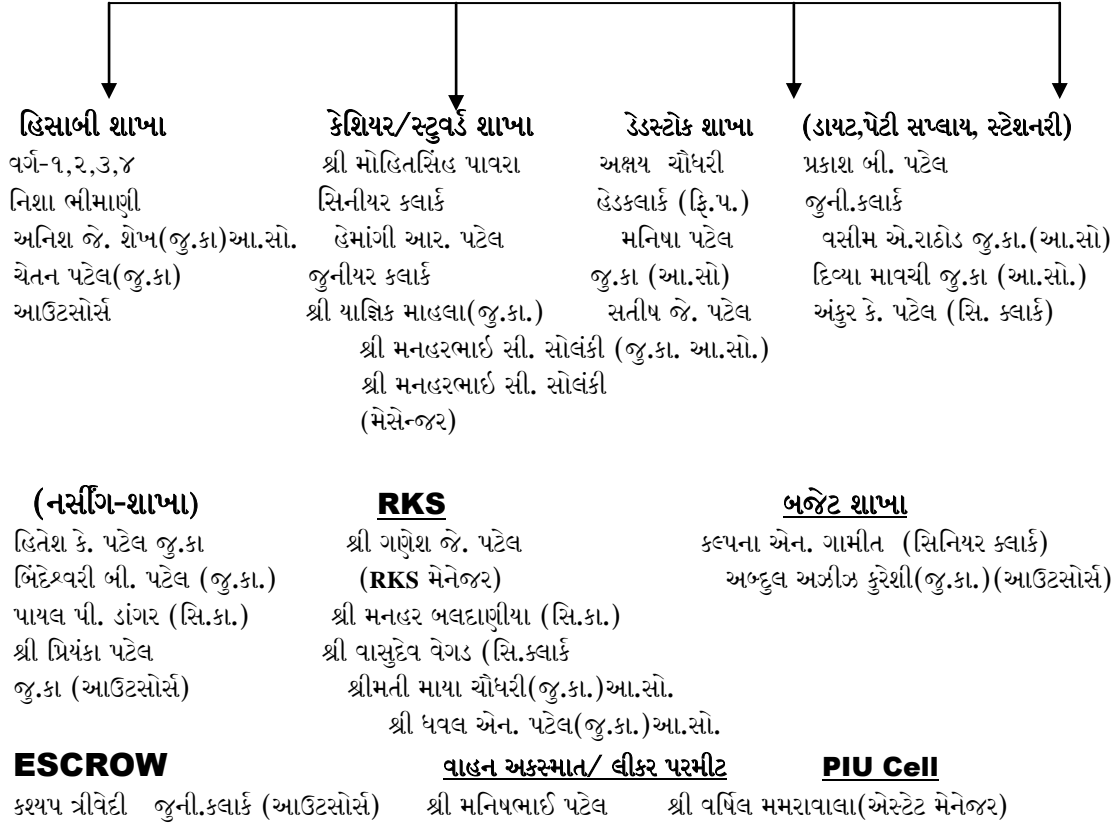 હિસાબી શાખા
વર્ગ-૧,૨,૩,૪
નિશા ભીમાણી
અનિશ જે. શેખ(જુ.કા)આ.સો.
ચેતન પટેલ(જુ.કા)
આઉટસોર્સ
કેશિયર/સ્ટુવર્ડ શાખા
શ્રી મોહિતસિંહ પાવરા
સિનીયર કલાર્ક
હેમાંગી આર. પટેલ
જુનીયર કલાર્ક
શ્રી યાજ્ઞિક માહલા(જુ.કા.)
શ્રી મનહરભાઇ સી. સોલંકી (જુ.કા. આ.સો.)
શ્રી મનહરભાઇ સી. સોલંકી
(મેસેન્જર)
ડેડસ્ટોક શાખા
અક્ષય ચૌધરી
હેડકલાર્ક (ફિ.પ.)
મનિષા પટેલ
જુ.કા (આ.સો)
સતીષ જે. પટેલ
(ડાયટ,પેટી સપ્લાય, સ્ટેશનરી)
પ્રકાશ બી. પટેલ
જુની.કલાર્ક
વસીમ એ.રાઠોડ જુ.કા.(આ.સો)
દિવ્યા માવચી જુ.કા (આ.સો.)
અંકુર કે. પટેલ (સિ. ક્લાર્ક)
(નર્સીંગ-શાખા)
હિતેશ કે. પટેલ જુ.કા
બિંદેશ્વરી બી. પટેલ (જુ.કા.)
પાયલ પી. ડાંગર (સિ.કા.)
શ્રી પ્રિયંકા પટેલ
જુ.કા (આઉટસોર્સ)
RKS
શ્રી ગણેશ જે. પટેલ
(RKS મેનેજર)
શ્રી મનહર બલદાણીયા (સિ.કા.)
શ્રી વાસુદેવ વેગડ (સિ.ક્લાર્ક
શ્રીમતી માયા ચૌધરી(જુ.કા.)આ.સો.
શ્રી ધવલ એન. પટેલ(જુ.કા.)આ.સો.
બજેટ શાખા
કલ્પના એન. ગામીત (સિનિયર ક્લાર્ક)
અબ્દુલ અઝીઝ કુરેશી(જુ.કા.)(આઉટસોર્સ)
ESCROW
કશ્યપ ત્રીવેદી જુની.કલાર્ક (આઉટસોર્સ)
વાહન અકસ્માત/ લીકર પરમીટ
શ્રી મનિષભાઈ પટેલ
PIU Cell
શ્રી વર્ષિલ મમરાવાલા(એસ્ટેટ મેનેજર)